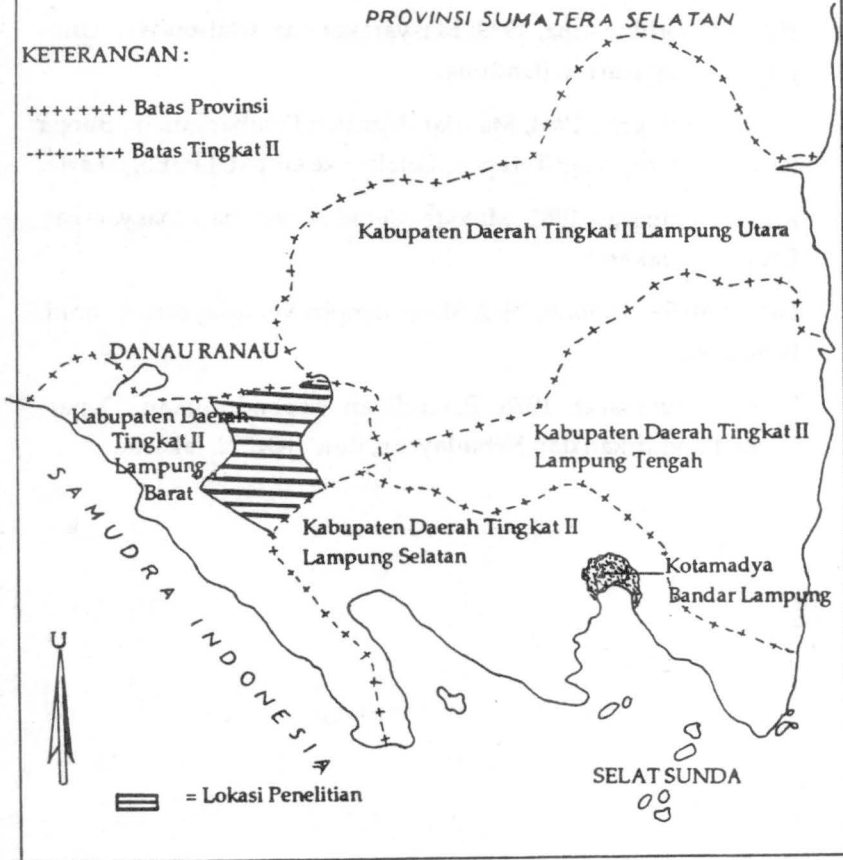 PROVINSI SUMATERA SELATAN
KETERANGAN :
+++++++ Batas Provinsi
-+-+-+-+- Batas Tingkat II
Kabupaten Daerah Tingkat II Lampung Utara
DANAU RANAU
Kabupaten Daerah
Tingkat II
Lampung
Barat
Kabupaten Daerah Tingkat II
Lampung Tengah
Kabupaten Daerah Tingkat II
Lampung Selatan
Kotamadya
Bandar Lampung
SAMUDRA INDONESIA
U
SELAT SUNDA
= Lokasi Penelitian